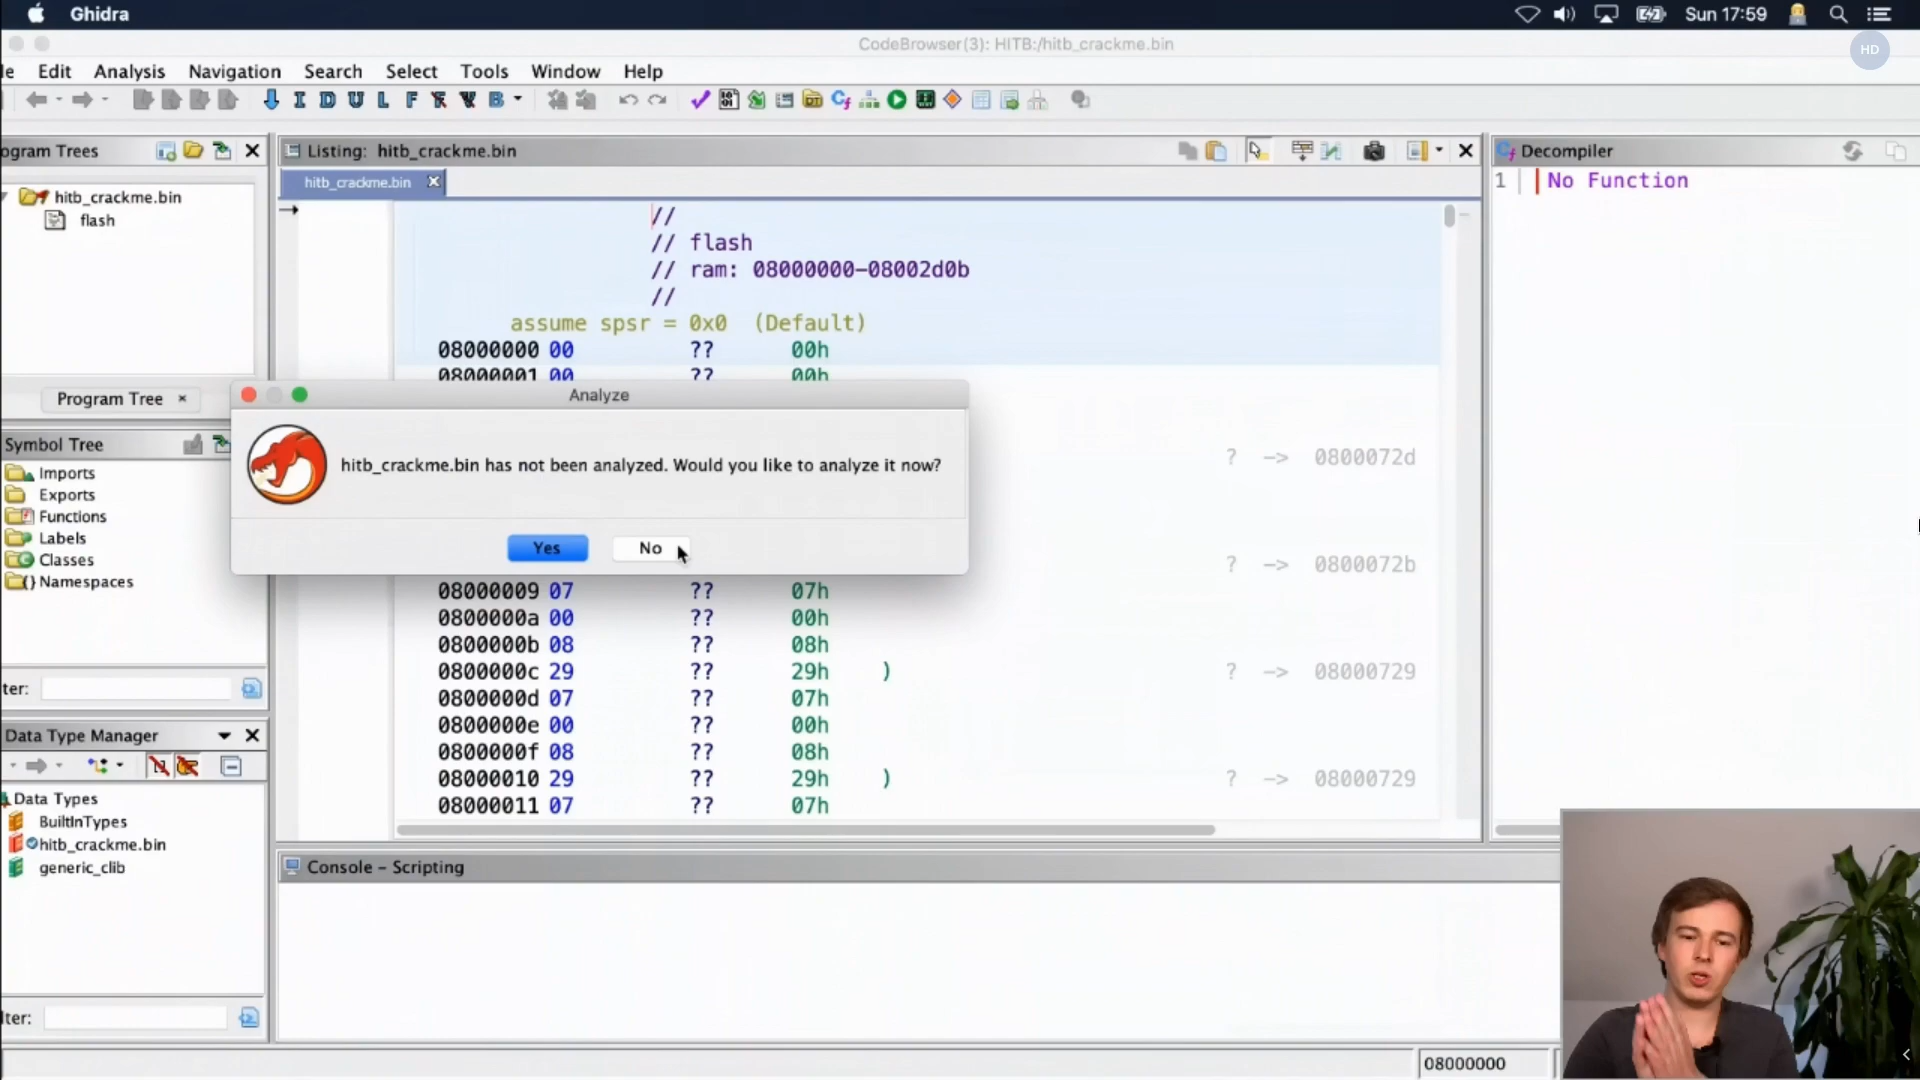 Ghidra
Sun 17:59
CodeBrowser(3): HITB:/hitb_crackme.bin
HD
le Edit Analysis Navigation Search Select Tools Window Help
I D U L F V B
ogram Trees
hitb_crackme.bin
flash
Program Tree ×
Listing: hitb_crackme.bin
hitb_crackme.bin
//
// flash
// ram: 08000000-08002d0b
//
assume spsr = 0x0 (Default)
08000000 00 ?? 00h
08000001 00 ?? 00h
? -> 0800072d
? -> 0800072b
08000009 07 ?? 07h
0800000a 00 ?? 00h
0800000b 08 ?? 08h
0800000c 29 ?? 29h ) ? -> 08000729
0800000d 07 ?? 07h
0800000e 00 ?? 00h
0800000f 08 ?? 08h
08000010 29 ?? 29h ) ? -> 08000729
08000011 07 ?? 07h
Analyze
hitb_crackme.bin has not been analyzed. Would you like to analyze it now?
Yes No
Decompiler
1 No Function
Symbol Tree
Imports
Exports
Functions
Labels
Classes
Namespaces
ter:
Data Type Manager
Data Types
BuiltInTypes
hitb_crackme.bin
generic_clib
lter:
Console - Scripting
08000000